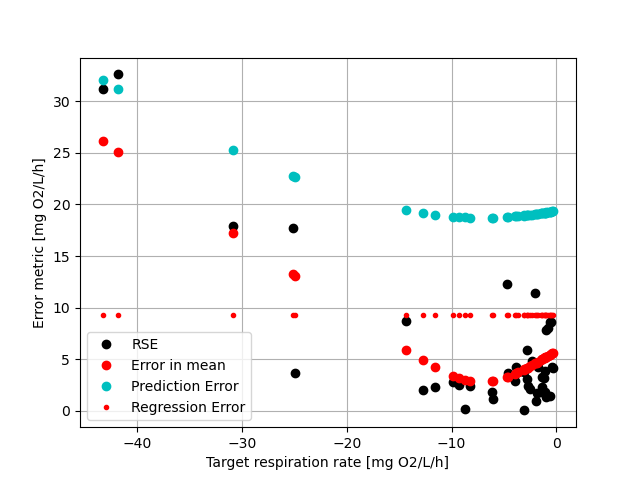 30
25
20
15
10
5
0
Error metric [mg O2/L/h]
RSE
Error in mean
Prediction Error
Regression Error
−40 −30 −20 −10 0
Target respiration rate [mg O2/L/h]